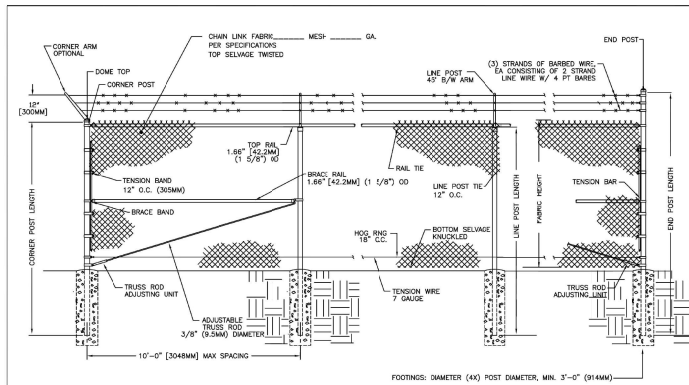 CHAIN LINK FABRIC______ MESH ______ GA.
PER SPECIFICATIONS
TOP SELVAGE TWISTED
END POST
CORNER ARM
OPTIONAL
DOME TOP
CORNER POST
LINE POST
45° B/W ARM
(3) STRANDS OF BARBED WIRE,
EA CONSISTING OF 2 STRAND
LINE WIRE W/ 4 PT BARBS
12"
[300MM]
TOP RAIL
1.66" [42.2MM]
(1 5/8") OD
RAIL TIE
TENSION BAND
12" O.C. (305MM)
BRACE RAIL
1.66" [42.2MM] (1 5/8") OD
LINE POST TIE
12" O.C.
TENSION BAR
BRACE BAND
CORNER POST LENGTH
LINE POST LENGTH
FABRIC HEIGHT
END POST LENGTH
HOG RNG
18" C.C.
BOTTOM SELVAGE
KNUCKLED
TRUSS ROD
ADJUSTING UNIT
ADJUSTABLE
TRUSS ROD
3/8" (9.5MM) DIAMETER
TENSION WIRE
7 GAUGE
TRUSS ROD
ADJUSTING UNIT
10'-0" [3048MM] MAX SPACING
FOOTINGS: DIAMETER (4X) POST DIAMETER, MIN. 3'-0" (914MM)